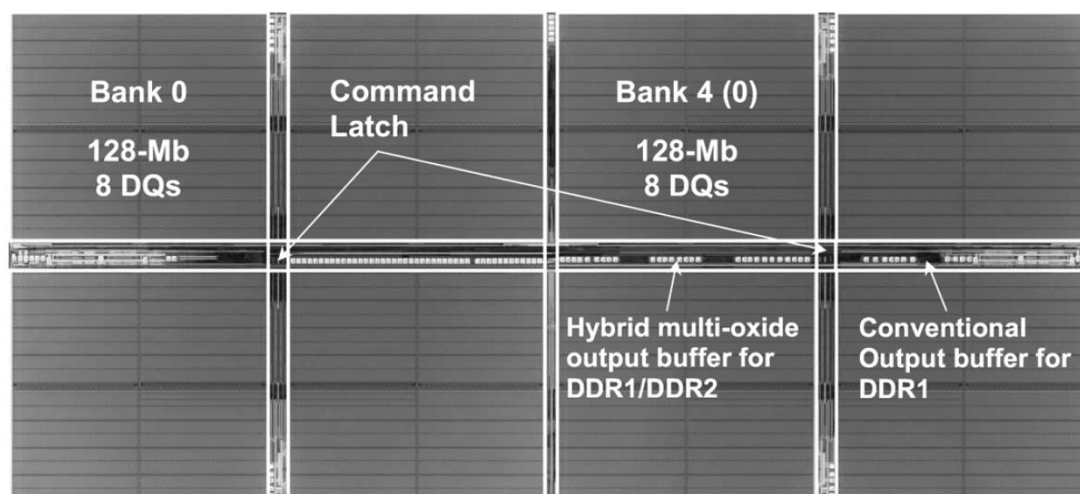 Bank 0
128-Mb
8 DQs
Command
Latch
Bank 4 (0)
128-Mb
8 DQs
Hybrid multi-oxide
output buffer for
DDR1/DDR2
Conventional
Output buffer for
DDR1